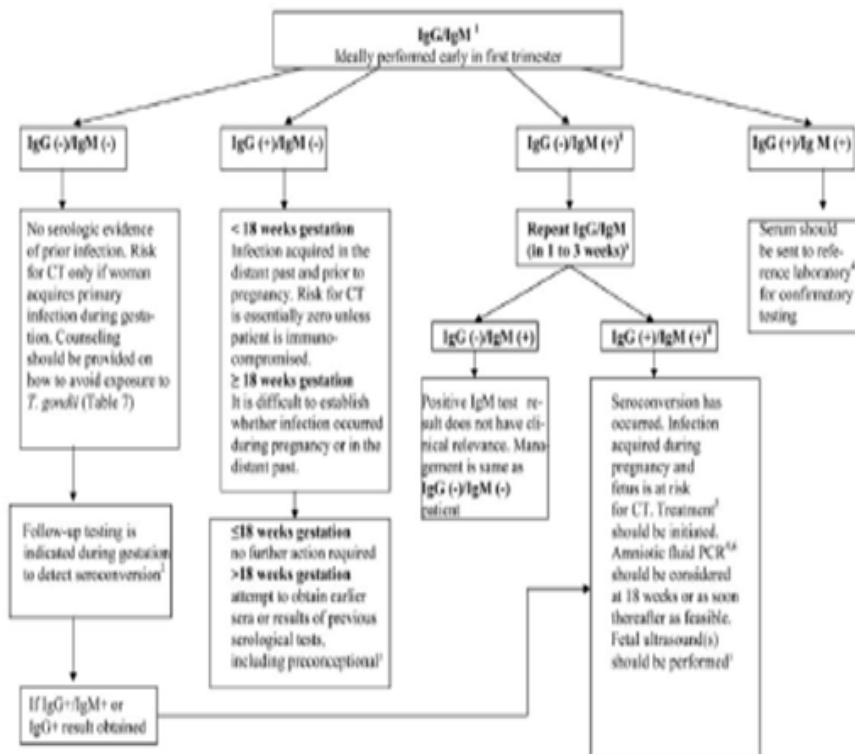 IgG/IgM 1
Ideally performed early in first trimester
IgG (-)/IgM (-)
IgG (+)/IgM (-)
IgG (-)/IgM (+)
IgG (+)/Ig M (+)
No serologic evidence
of prior infection. Risk
for CT only if woman
acquires primary
infection during gesta-
tion. Counseling
should be provided on
how to avoid exposure to
T. gondii (Table 7)
Follow-up testing is
indicated during gestation
to detect seroconversion
If IgG+/IgM+ or
IgG+ result obtained
< 18 weeks gestation
Infection acquired in the
distant past and prior to
pregnancy. Risk for CT
is essentially zero unless
patient is immuno-
compromised.
≥ 18 weeks gestation
It is difficult to establish
whether infection occurred
during pregnancy or in the
distant past.
≤18 weeks gestation
no further action required
>18 weeks gestation
attempt to obtain earlier
sera or results of previous
serological tests,
including preconceptional
Repeat IgG/IgM
(in 1 to 3 weeks)
IgG (-)/IgM (+)
IgG (+)/IgM (+)
Positive IgM test re-
sult does not have cli-
nical relevance. Mana-
gement is same as
IgG (-)/IgM (-)
patient
Seroconversion has
occurred. Infection
acquired during
pregnancy and
fetus is at risk
for CT. Treatment
should be initiated.
Amniotic fluid PCR
should be considered
at 18 weeks or as soon
thereafter as feasible.
Fetal ultrasound(s)
should be performed
Serum should
be sent to refe-
rence laboratory
for confirmatory
testing